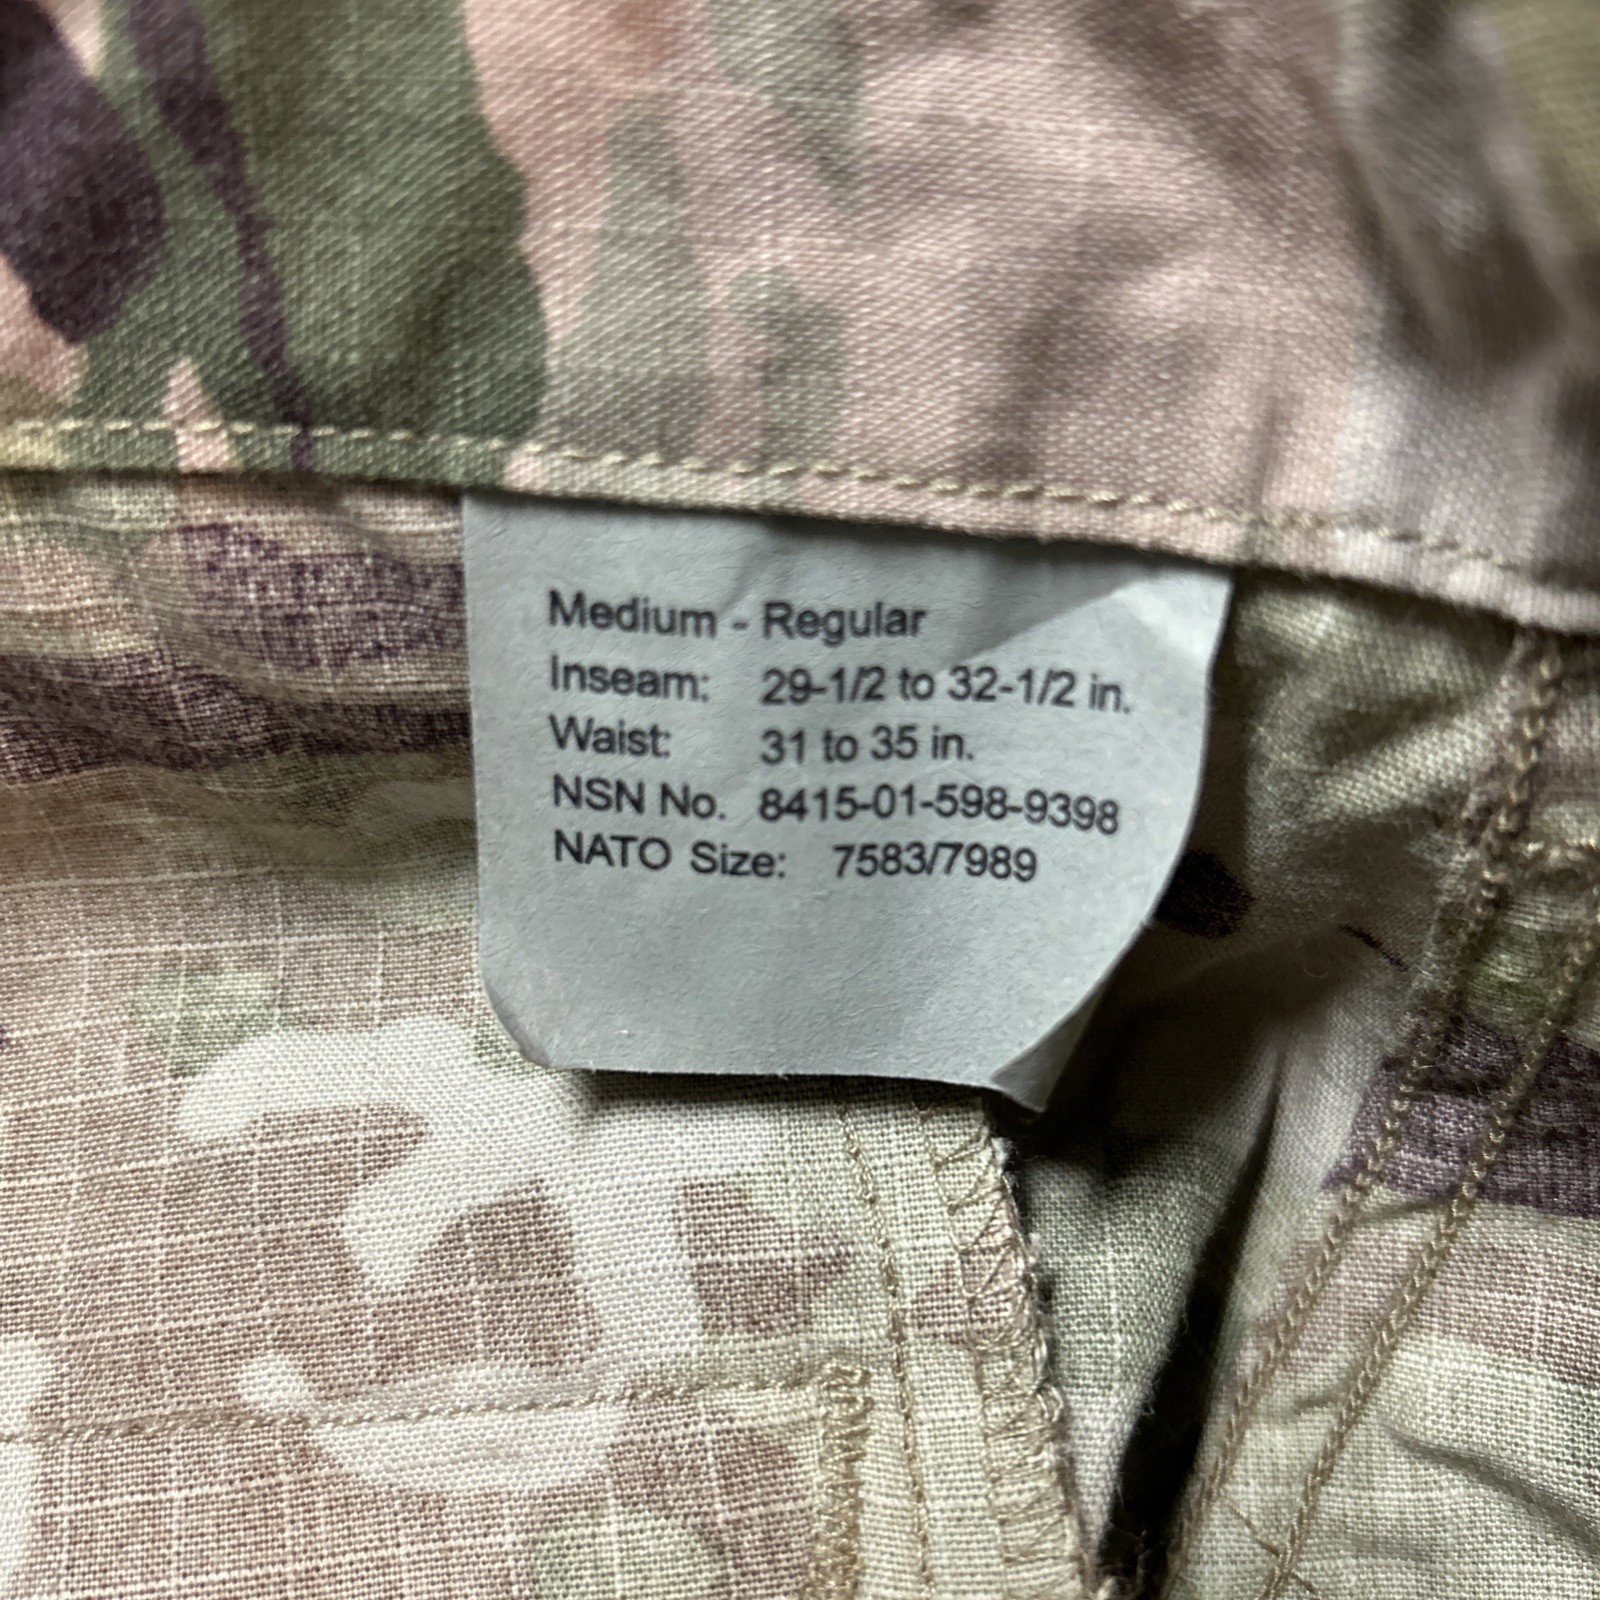 Medium - Regular
Inseam: 29-1/2 to 32-1/2 in.
Waist: 31 to 35 in.
NSN No. 8415-01-598-9398
NATO Size: 7583/7989